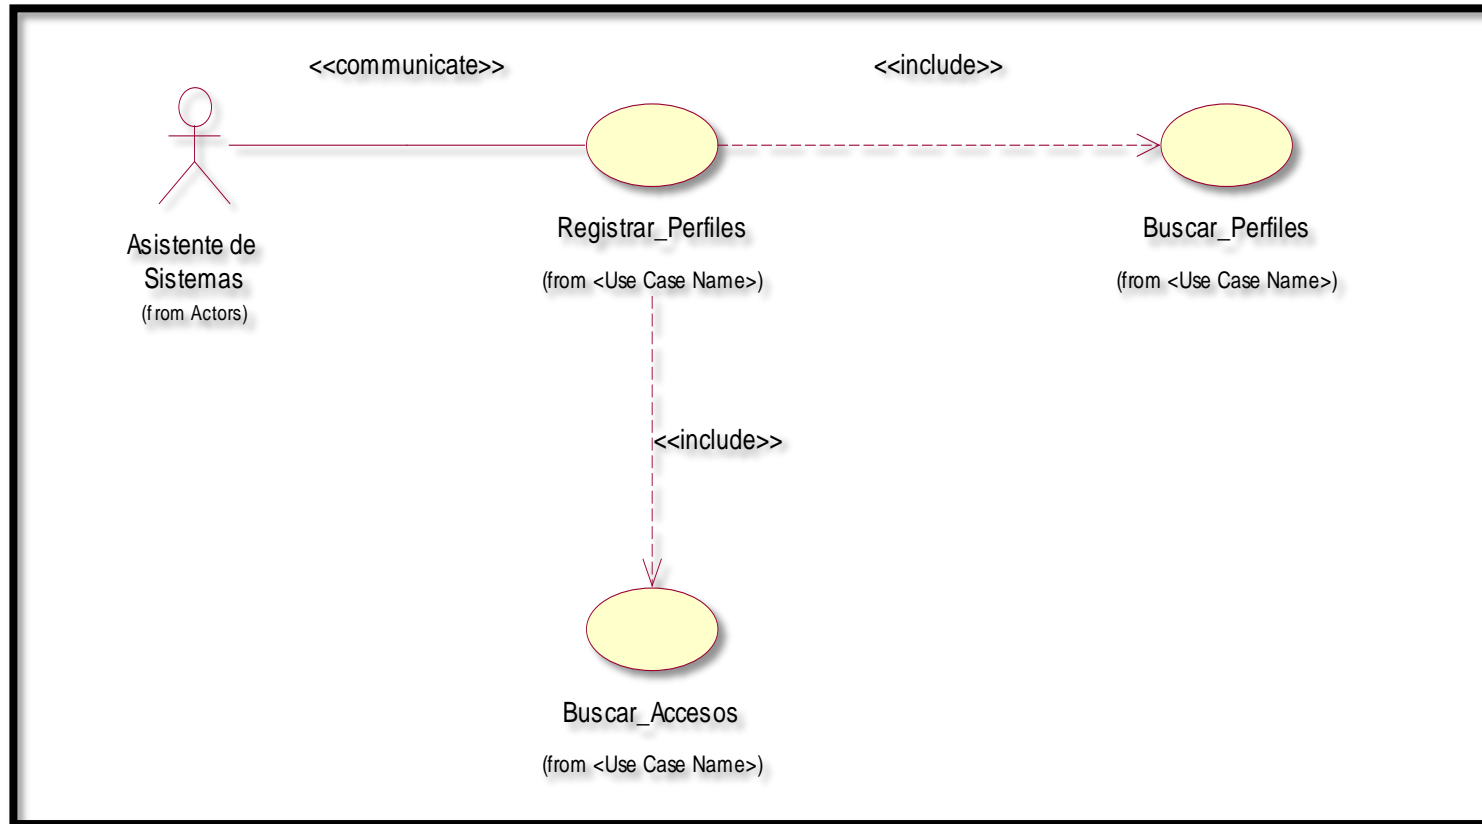 <<communicate>>
<<include>>
Asistente de
Sistemas
(from Actors)
Registrar_Perfiles
(from <Use Case Name>)
Buscar_Perfiles
(from <Use Case Name>)
<<include>>
Buscar_Accesos
(from <Use Case Name>)